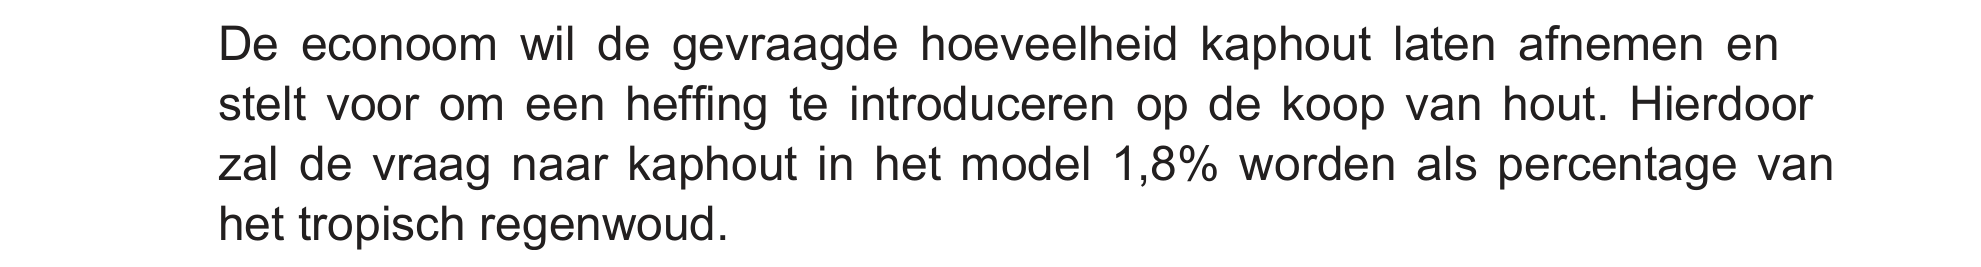 De econoom wil de gevraagde hoeveelheid kaphout laten afnemen en
stelt voor om een heffing te introduceren op de koop van hout. Hierdoor
zal de vraag naar kaphout in het model 1,8% worden als percentage van
het tropisch regenwoud.